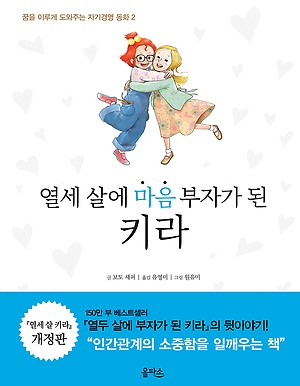 꿈을 이루게 도와주는 자기경영 동화 2
열세 살에 마음 부자가 된
키라
글 보도 섀퍼 | 옮김 유영미 | 그림 원유미
『열세 살 키라』
개정판
150만 부 베스트셀러
『열두 살에 부자가 된 키라』의 뒷이야기!
“인간관계의 소중함을 일깨우는 책”
을파소